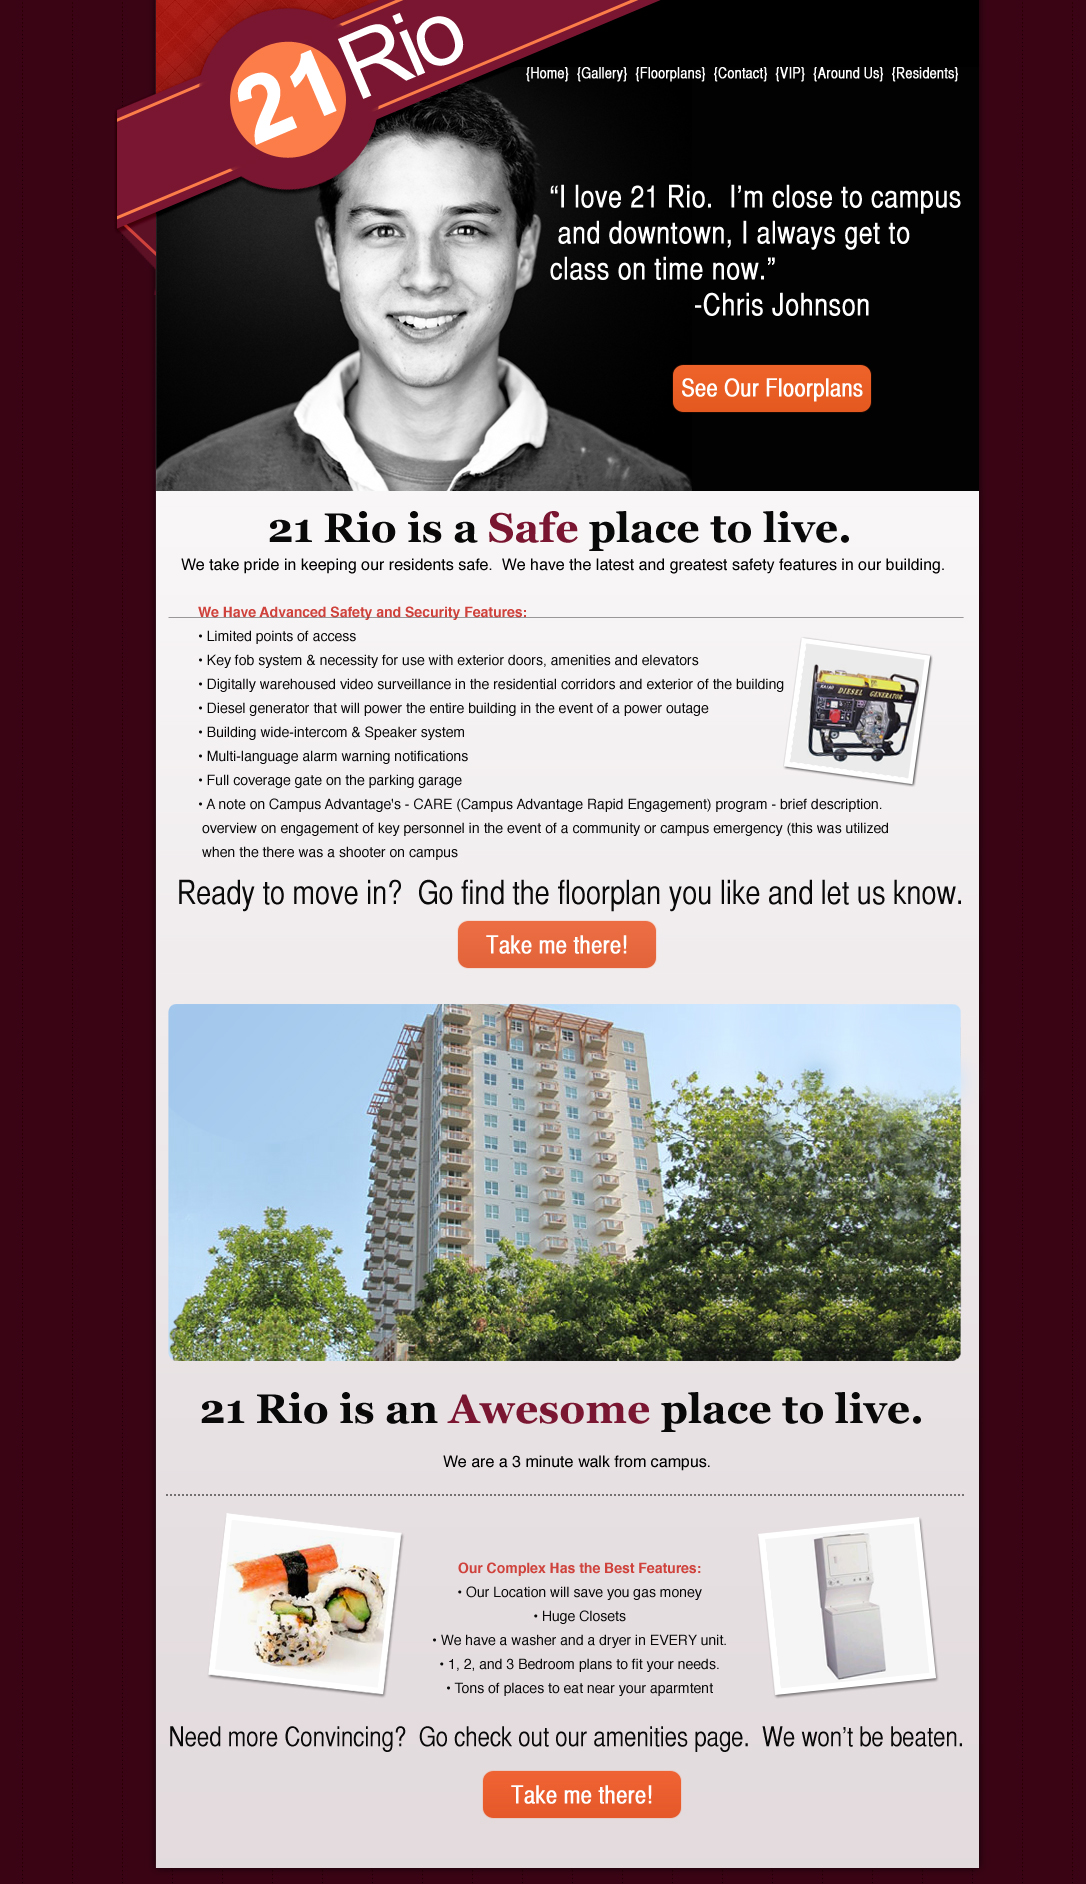 21 Rio
{Home} {Gallery} {Floorplans} {Contact} {VIP} {Around Us} {Residents}
“I love 21 Rio. I’m close to campus
and downtown, I always get to
class on time now.”
-Chris Johnson
See Our Floorplans
21 Rio is a Safe place to live.
We take pride in keeping our residents safe. We have the latest and greatest safety features in our building.
We Have Advanced Safety and Security Features:
• Limited points of access
• Key fob system & necessity for use with exterior doors, amenities and elevators
• Digitally warehoused video surveillance in the residential corridors and exterior of the building
• Diesel generator that will power the entire building in the event of a power outage
• Building wide-intercom & Speaker system
• Multi-language alarm warning notifications
• Full coverage gate on the parking garage
• A note on Campus Advantage's - CARE (Campus Advantage Rapid Engagement) program - brief description.
overview on engagement of key personnel in the event of a community or campus emergency (this was utilized
when the there was a shooter on campus
DIESEL GENERATOR
Ready to move in? Go find the floorplan you like and let us know.
Take me there!
21 Rio is an Awesome place to live.
We are a 3 minute walk from campus.
Our Complex Has the Best Features:
• Our Location will save you gas money
• Huge Closets
• We have a washer and a dryer in EVERY unit.
• 1, 2, and 3 Bedroom plans to fit your needs.
• Tons of places to eat near your aparmtent
Need more Convincing? Go check out our amenities page. We won’t be beaten.
Take me there!